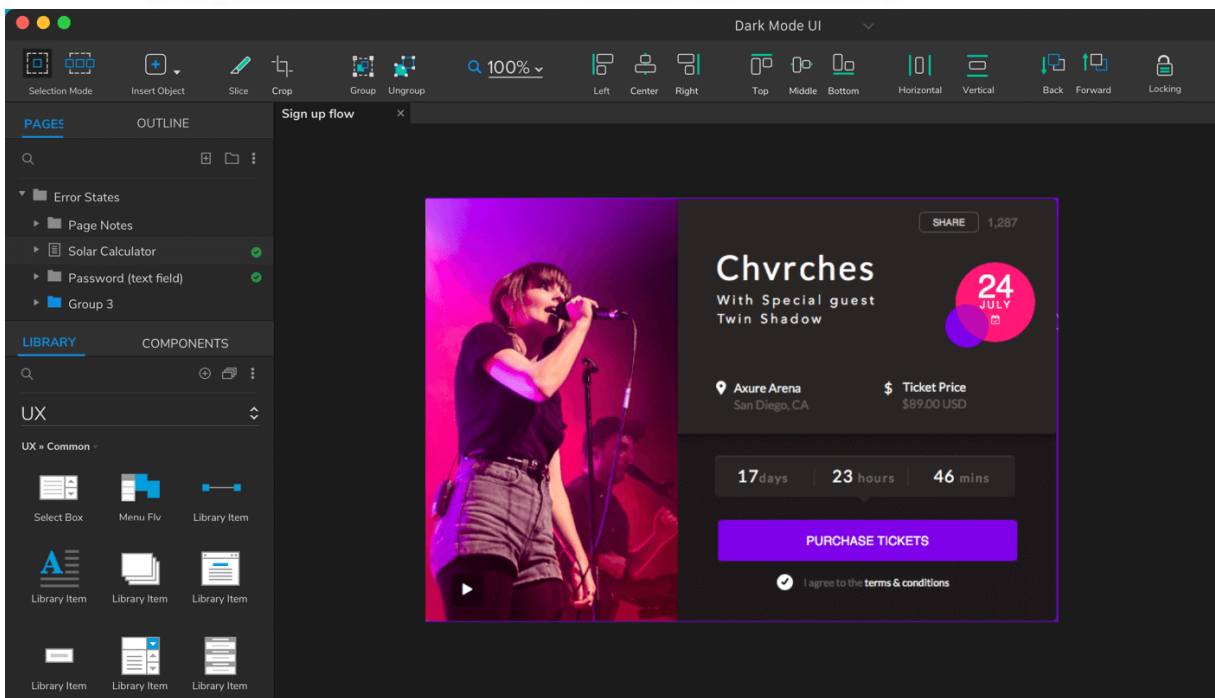 Dark Mode UI
100%
Selection Mode
Insert Object
Slice
Crop
Group
Ungroup
Left
Center
Right
Top
Middle
Bottom
Horizontal
Vertical
Back
Forward
Locking
PAGES
OUTLINE
Sign up flow
Error States
Page Notes
Solar Calculator
Password (text field)
Group 3
LIBRARY
COMPONENTS
UX
UX » Common
Select Box
Menu Flv
Library Item
A
Library Item
Library Item
Library Item
Library Item
Library Item
Library Item
SHARE 1,287
Chvrches
With Special guest
Twin Shadow
24
JULY
Axure Arena
San Diego, CA
$ Ticket Price
$89.00 USD
17days
23 hours
46 mins
PURCHASE TICKETS
I agree to the terms & conditions